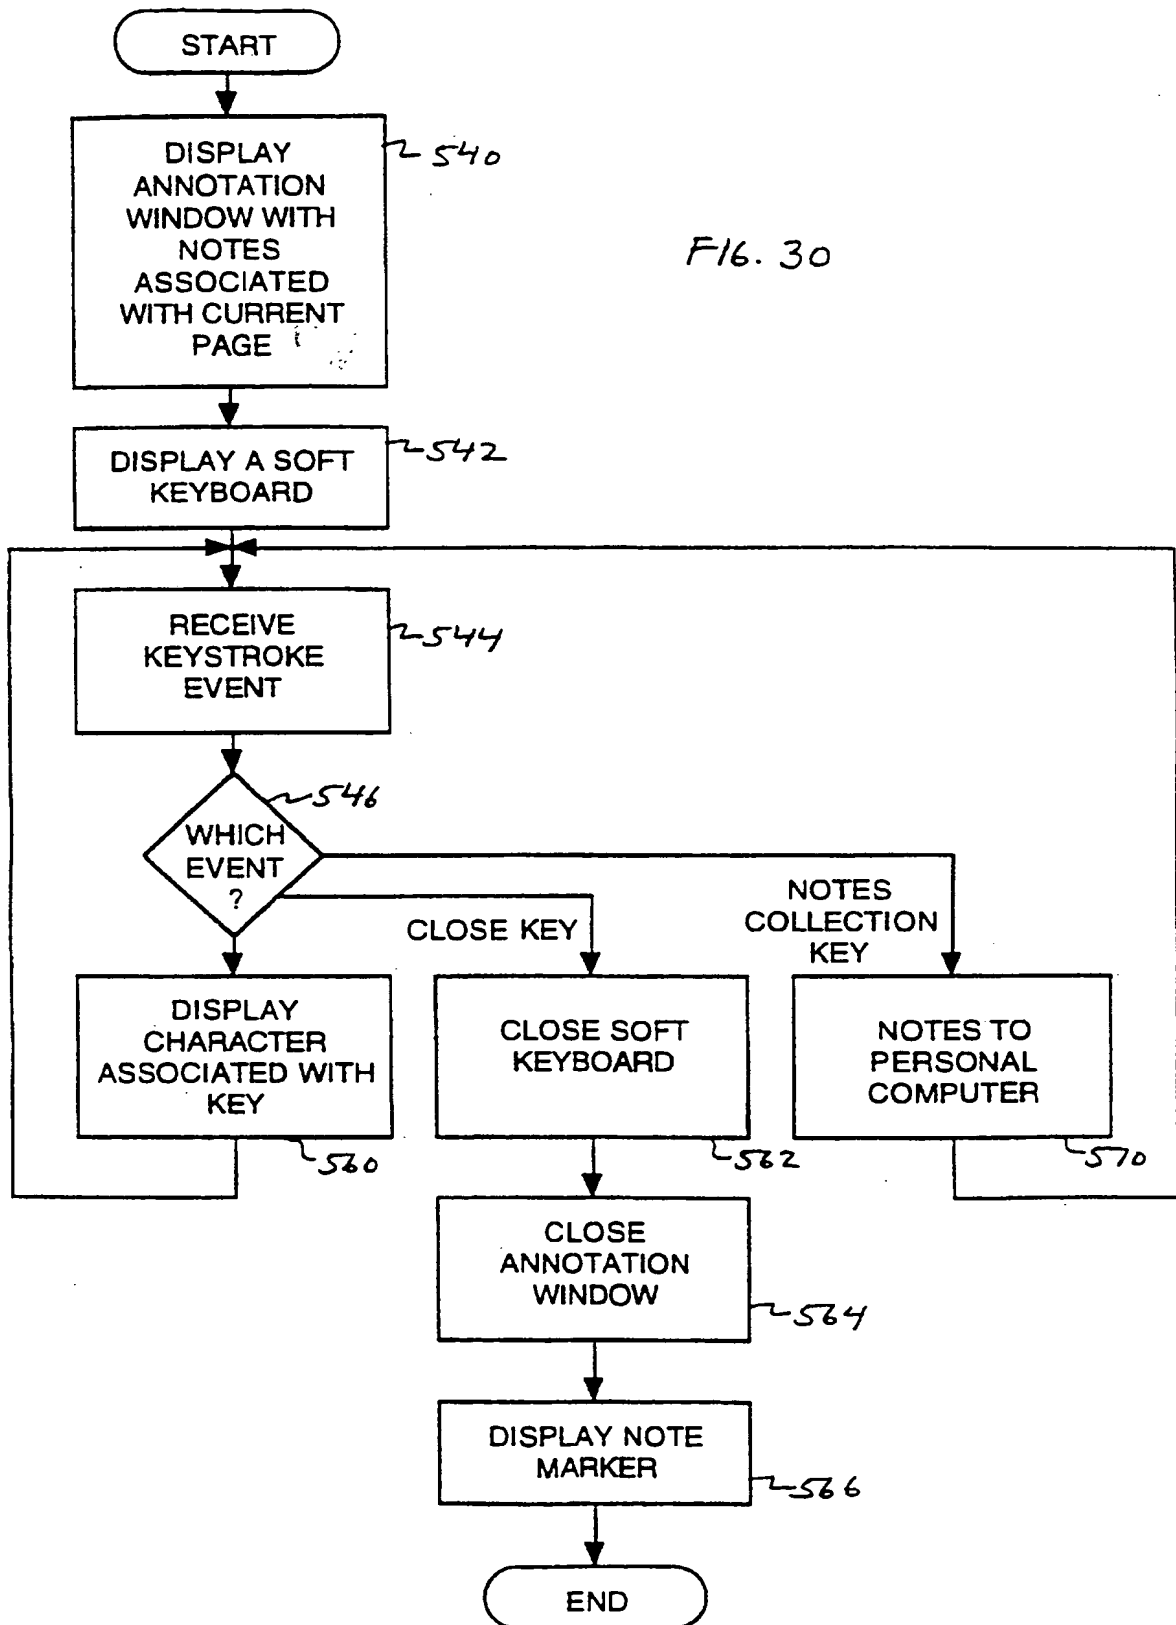 START
DISPLAY
ANNOTATION
WINDOW WITH
NOTES
ASSOCIATED
WITH CURRENT
PAGE
540
FIG. 30
DISPLAY A SOFT
KEYBOARD
542
RECEIVE
KEYSTROKE
EVENT
544
WHICH
EVENT
?
546
CLOSE KEY
NOTES
COLLECTION
KEY
DISPLAY
CHARACTER
ASSOCIATED WITH
KEY
560
CLOSE SOFT
KEYBOARD
562
NOTES TO
PERSONAL
COMPUTER
570
CLOSE
ANNOTATION
WINDOW
564
DISPLAY NOTE
MARKER
566
END